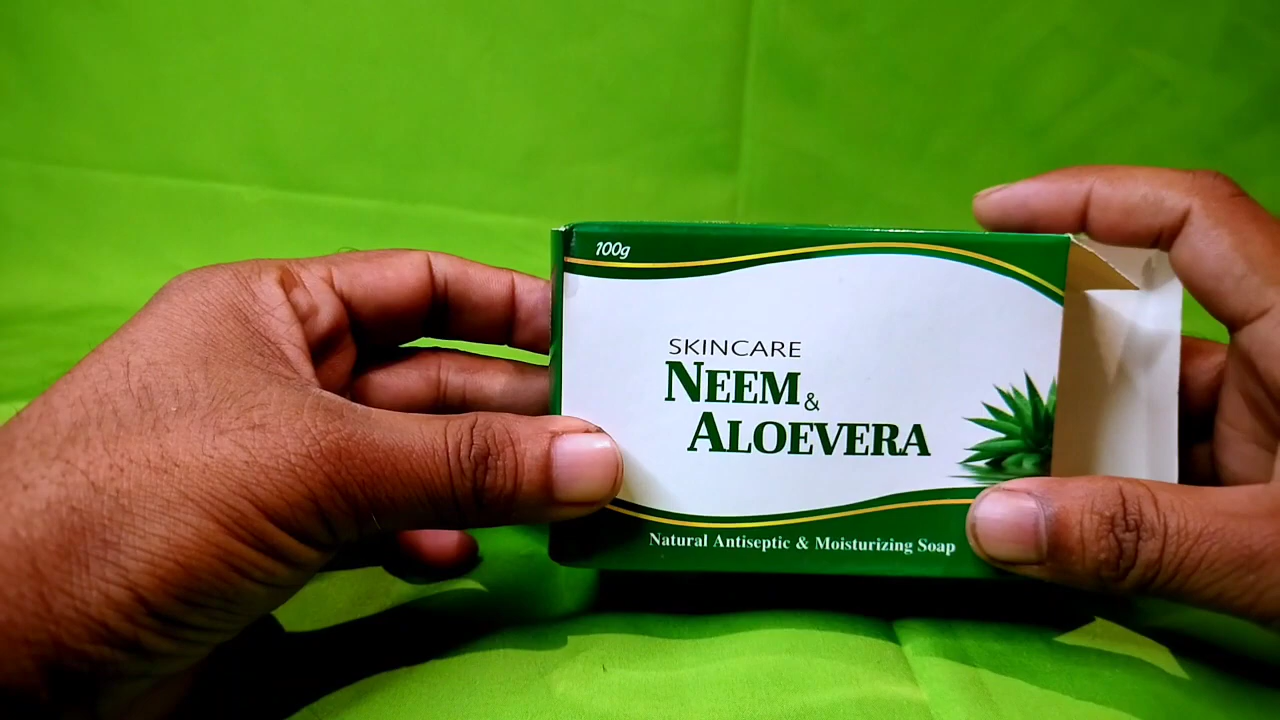 100g
SKINCARE
NEEM &
ALOEVERA
Natural Antiseptic & Moisturizing Soap